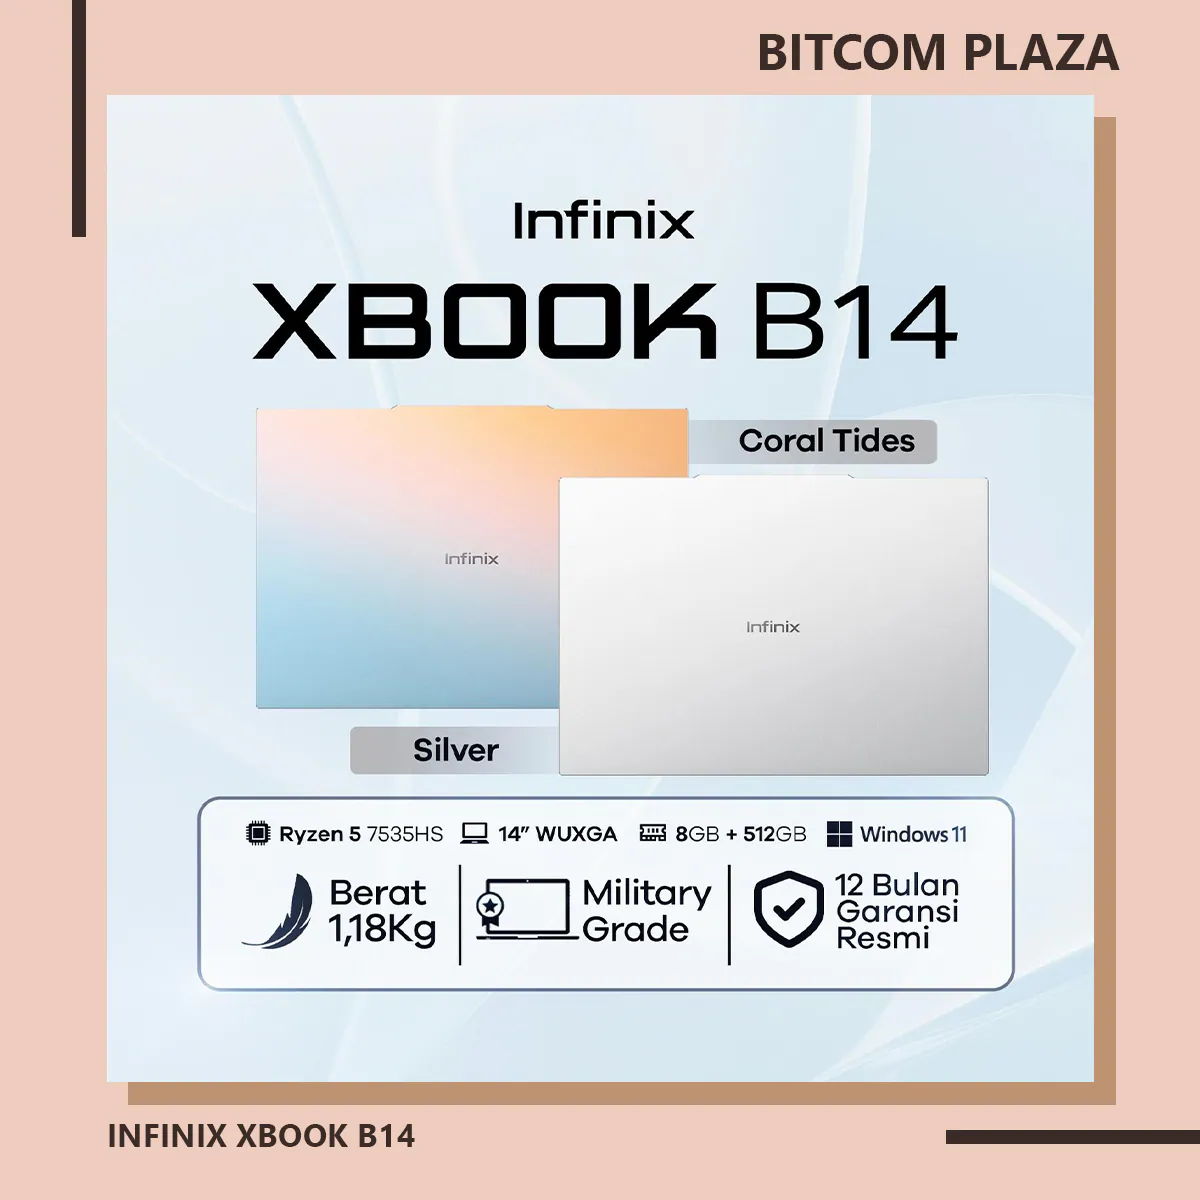 BITCOM PLAZA
Infinix
XBOOK B14
Coral Tides
Infinix
Infinix
Silver
Ryzen 5 7535HS
14” WUXGA
8GB + 512GB
Windows 11
Berat
1,18Kg
Military
Grade
12 Bulan
Garansi
Resmi
INFINIX XBOOK B14